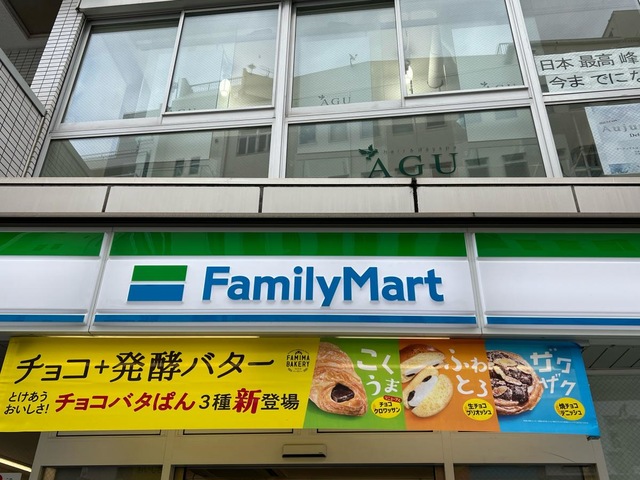 日本 最高 峰
今までにな
AGU
hair&design
AGU
FamilyMart
チョコ+発酵バター
とけあう
おいしさ!
チョコバタぱん3種新登場
FAMIMA
BAKERY
こく
うま
チョコ
クロワッサン
ふわ
とろ
生チョコ
ブリオッシュ
ザク
ザク
焼チョコ
デニッシュ